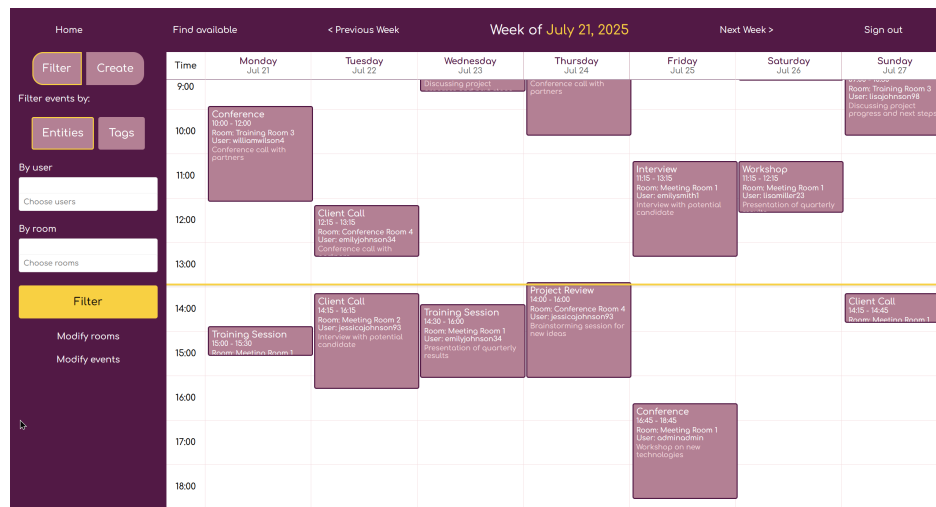 Home
Find available
< Previous Week
Week of July 21, 2025
Next Week >
Sign out
Filter
Create
Filter events by:
Entities
Tags
By user
Choose users
By room
Choose rooms
Filter
Modify rooms
Modify events
Time
Monday
Jul 21
Tuesday
Jul 22
Wednesday
Jul 23
Thursday
Jul 24
Friday
Jul 25
Saturday
Jul 26
Sunday
Jul 27
9:00
10:00
11:00
12:00
13:00
14:00
15:00
16:00
17:00
18:00
Conference
10:00 - 12:00
Room: Training Room 3
User: williamwilson4
Conference call with
partners
Training Session
15:00 - 15:30
Room: Meeting Room 1
Client Call
12:15 - 13:15
Room: Conference Room 4
User: emilyjohnson34
Conference call with
Client Call
14:15 - 16:15
Room: Meeting Room 2
User: jessicajohnson93
Interview with potential
candidate
Discussing project
Training Session
14:30 - 16:00
Room: Meeting Room 1
User: emilyjohnson34
Presentation of quarterly
results
Conference call with
partners
Project Review
14:00 - 16:00
Room: Conference Room 4
User: jessicajohnson93
Brainstorming session for
new ideas
Interview
11:15 - 13:15
Room: Meeting Room 1
User: emilysmith1
Interview with potential
candidate
Conference
16:45 - 18:45
Room: Meeting Room 1
User: adminadmin
Workshop on new
technologies
Workshop
11:15 - 12:15
Room: Meeting Room 1
User: lisamiller23
Presentation of quarterly
Room: Training Room 3
User: lisajohnson98
Discussing project
progress and next steps
Client Call
14:15 - 14:45
Room: Meeting Room 1